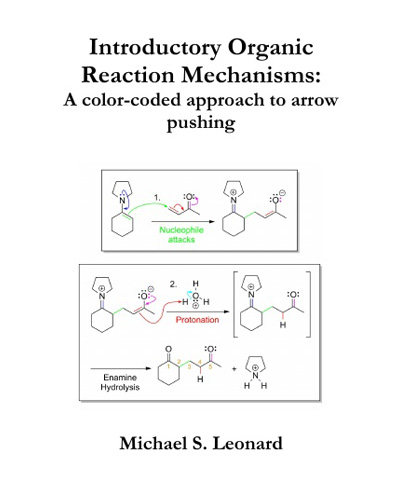 Introductory Organic
Reaction Mechanisms:
A color-coded approach to arrow
pushing
N
1.
:O:
Nucleophile
attacks
⊕
N
⊖
:O:
⊕
N
⊖
:O:
2.
H
H O H
⊕
Protonation
⊕
N
:O:
H
Enamine
Hydrolysis
O
:O:
1 2 3 4 5
H
+
⊕
N
H H
Michael S. Leonard